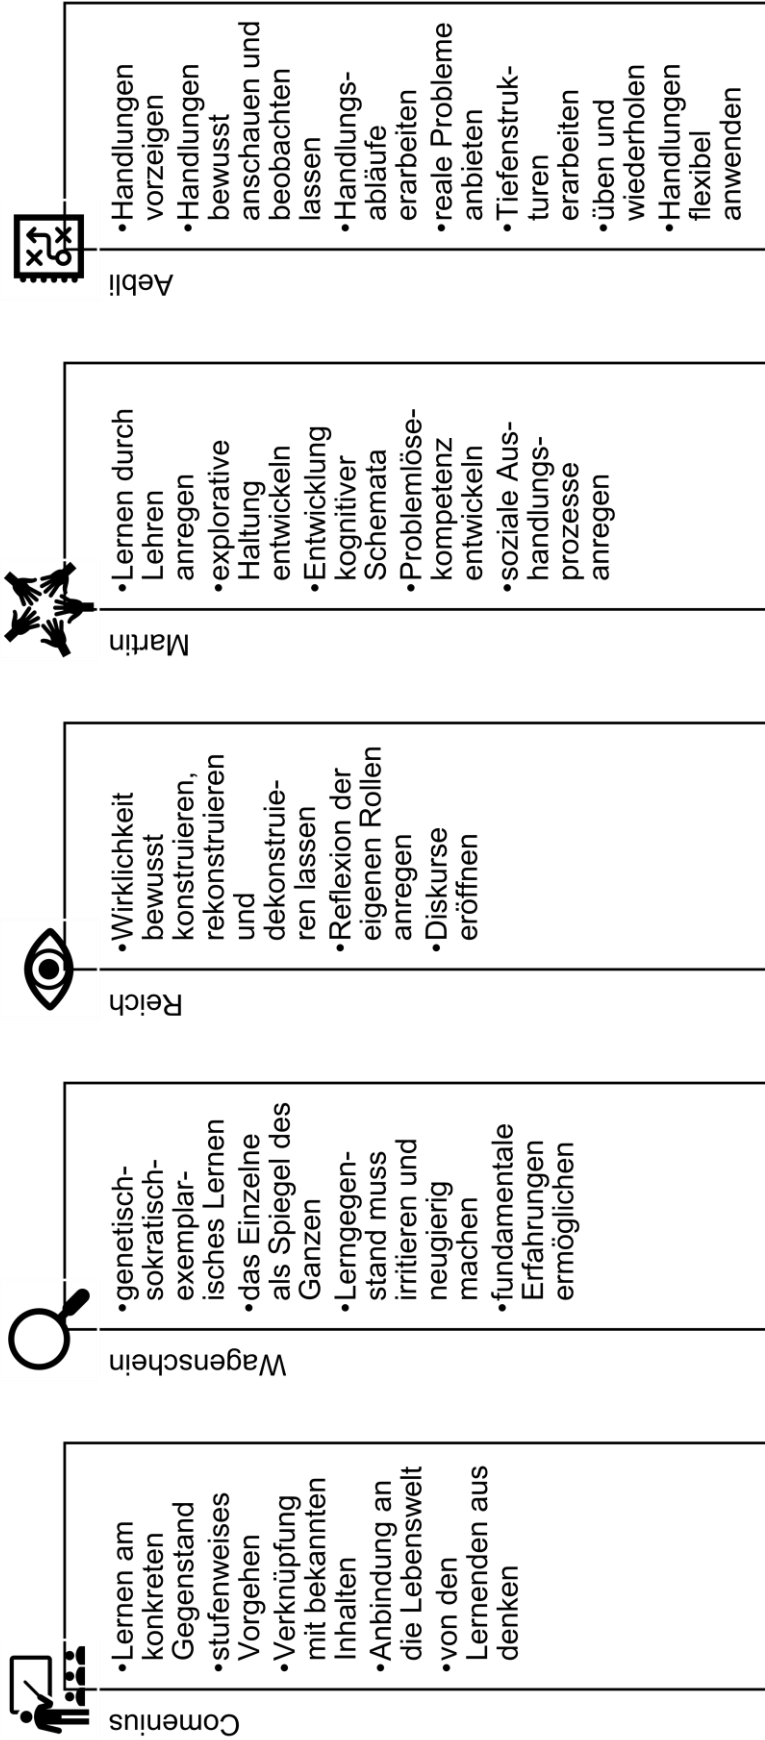 Comenius
•Lernen am
konkreten
Gegenstand
•stufenweises
Vorgehen
•Verknüpfung
mit bekannten
Inhalten
•Anbindung an
die Lebenswelt
•von den
Lernenden aus
denken
Wagenschein
•genetisch-
sokratisch-
exemplar-
isches Lernen
•das Einzelne
als Spiegel des
Ganzen
•Lerngegen-
stand muss
irritieren und
neugierig
machen
•fundamentale
Erfahrungen
ermöglichen
Reich
•Wirklichkeit
bewusst
konstruieren,
rekonstruieren
und
dekonstruie-
ren lassen
•Reflexion der
eigenen Rollen
anregen
•Diskurse
eröffnen
Martin
•Lernen durch
Lehren
anregen
•explorative
Haltung
entwickeln
•Entwicklung
kognitiver
Schemata
•Problemlöse-
kompetenz
entwickeln
•soziale Aus-
handlungs-
prozesse
anregen
Aebli
•Handlungen
vorzeigen
•Handlungen
bewusst
anschauen und
beobachten
lassen
•Handlungs-
abläufe
erarbeiten
•reale Probleme
anbieten
•Tiefenstruk-
turen
erarbeiten
•üben und
wiederholen
•Handlungen
flexibel
anwenden